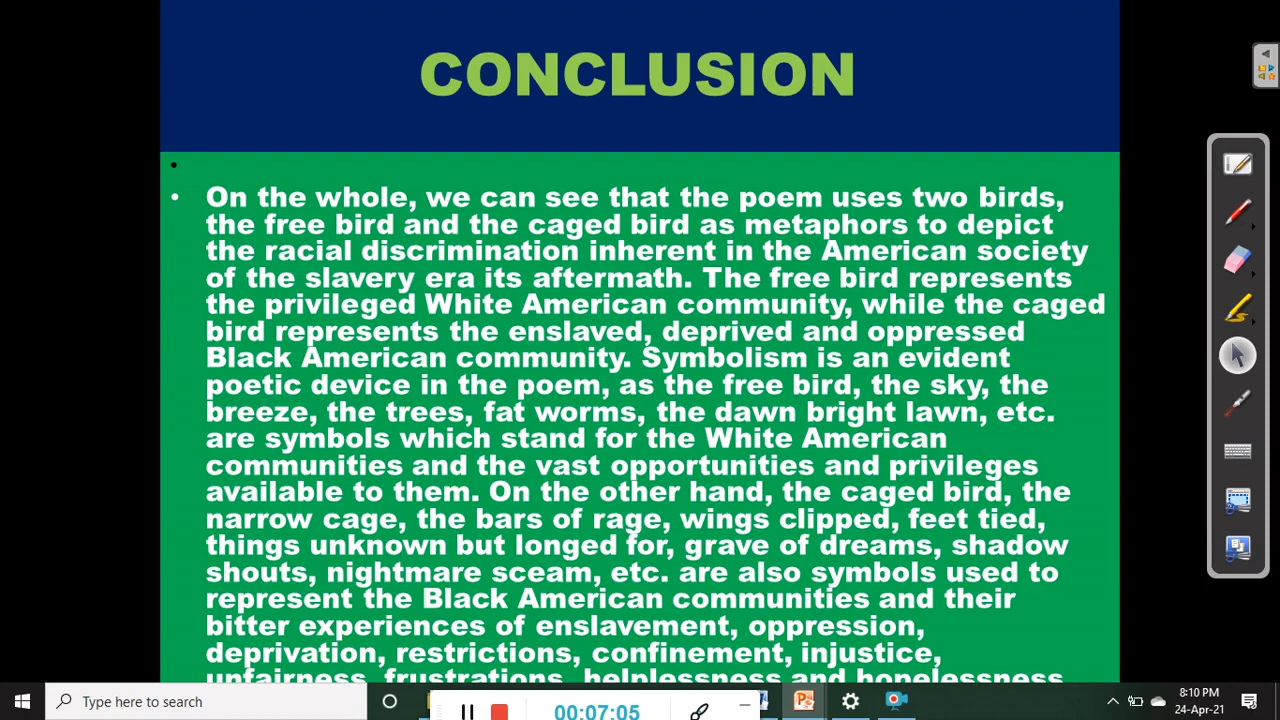 CONCLUSION
On the whole, we can see that the poem uses two birds,
the free bird and the caged bird as metaphors to depict
the racial discrimination inherent in the American society
of the slavery era its aftermath. The free bird represents
the privileged White American community, while the caged
bird represents the enslaved, deprived and oppressed
Black American community. Symbolism is an evident
poetic device in the poem, as the free bird, the sky, the
breeze, the trees, fat worms, the dawn bright lawn, etc.
are symbols which stand for the White American
communities and the vast opportunities and privileges
available to them. On the other hand, the caged bird, the
narrow cage, the bars of rage, wings clipped, feet tied,
things unknown but longed for, grave of dreams, shadow
shouts, nightmare sceam, etc. are also symbols used to
represent the Black American communities and their
bitter experiences of enslavement, oppression,
deprivation, restrictions, confinement, injustice,
unfairness, frustrations, helplessness and hopelessness
Type here to search
00:07:05
8:10 PM
24-Apr-21